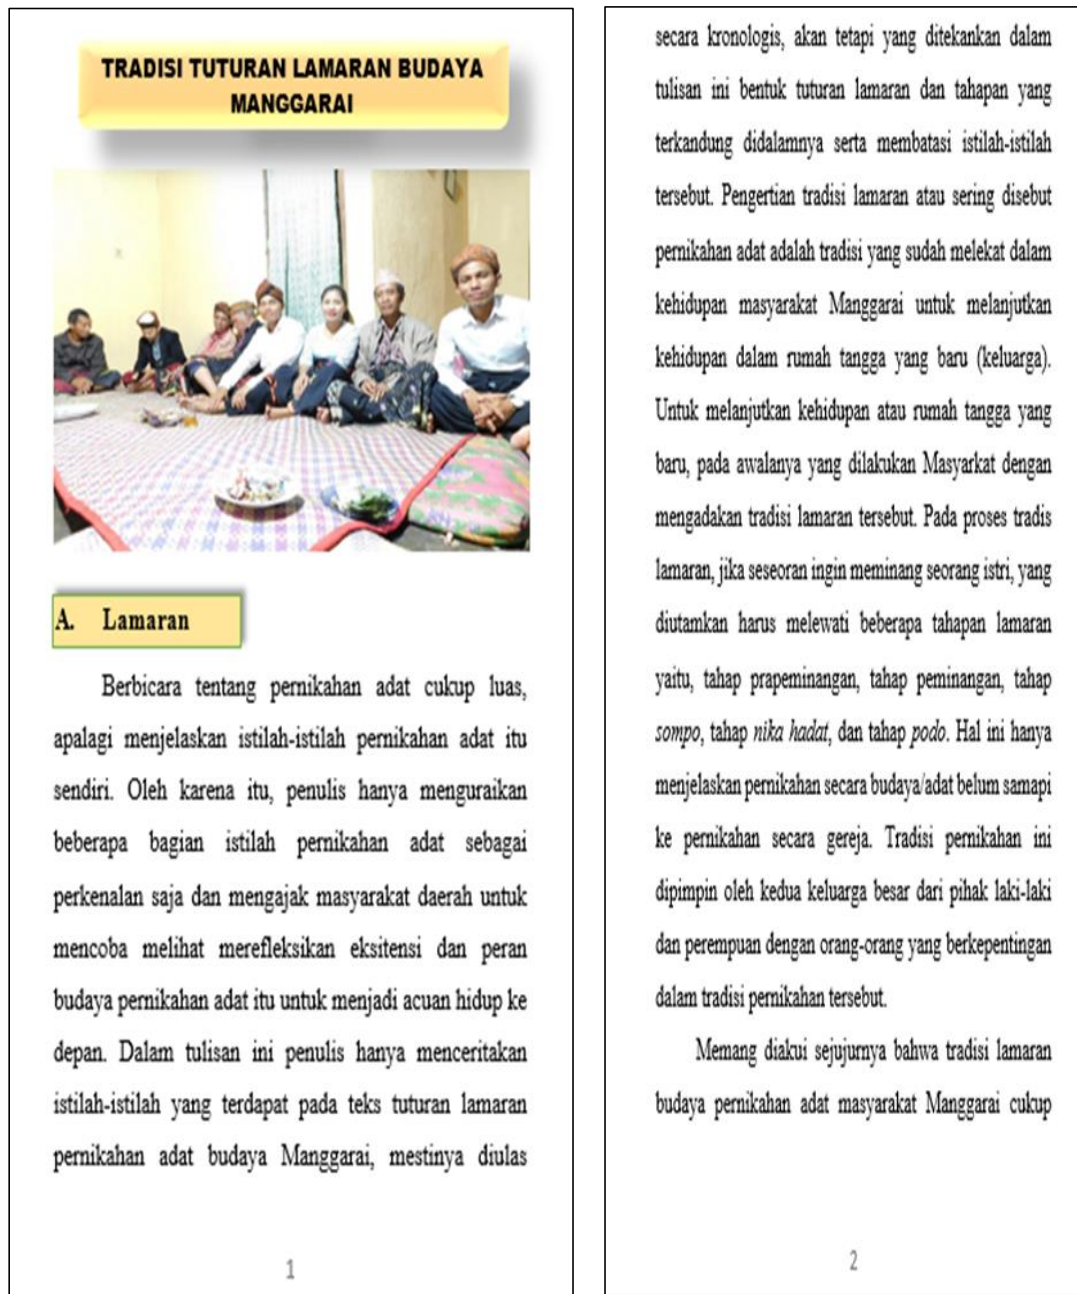 TRADISI TUTURAN LAMARAN BUDAYA
MANGGARAI
A. Lamaran
Berbicara tentang pernikahan adat cukup luas,
apalagi menjelaskan istilah-istilah pernikahan adat itu
sendiri. Oleh karena itu, penulis hanya menguraikan
beberapa bagian istilah pernikahan adat sebagai
perkenalan saja dan mengajak masyarakat daerah untuk
mencoba melihat merefleksikan eksitensi dan peran
budaya pernikahan adat itu untuk menjadi acuan hidup ke
depan. Dalam tulisan ini penulis hanya menceritakan
istilah-istilah yang terdapat pada teks tuturan lamaran
pernikahan adat budaya Manggarai, mestinya diulas
1
secara kronologis, akan tetapi yang ditekankan dalam
tulisan ini bentuk tuturan lamaran dan tahapan yang
terkandung didalamnya serta membatasi istilah-istilah
tersebut. Pengertian tradisi lamaran atau sering disebut
pernikahan adat adalah tradisi yang sudah melekat dalam
kehidupan masyarakat Manggarai untuk melanjutkan
kehidupan dalam rumah tangga yang baru (keluarga).
Untuk melanjutkan kehidupan atau rumah tangga yang
baru, pada awalanya yang dilakukan Masyarkat dengan
mengadakan tradisi lamaran tersebut. Pada proses tradis
lamaran, jika seseoran ingin meminang seorang istri, yang
diutamkan harus melewati beberapa tahapan lamaran
yaitu, tahap prapeminangan, tahap peminangan, tahap
sompo, tahap nika hadat, dan tahap podo. Hal ini hanya
menjelaskan pernikahan secara budaya/adat belum samapi
ke pernikahan secara gereja. Tradisi pernikahan ini
dipimpin oleh kedua keluarga besar dari pihak laki-laki
dan perempuan dengan orang-orang yang berkepentingan
dalam tradisi pernikahan tersebut.
Memang diakui sejujurnya bahwa tradisi lamaran
budaya pernikahan adat masyarakat Manggarai cukup
2